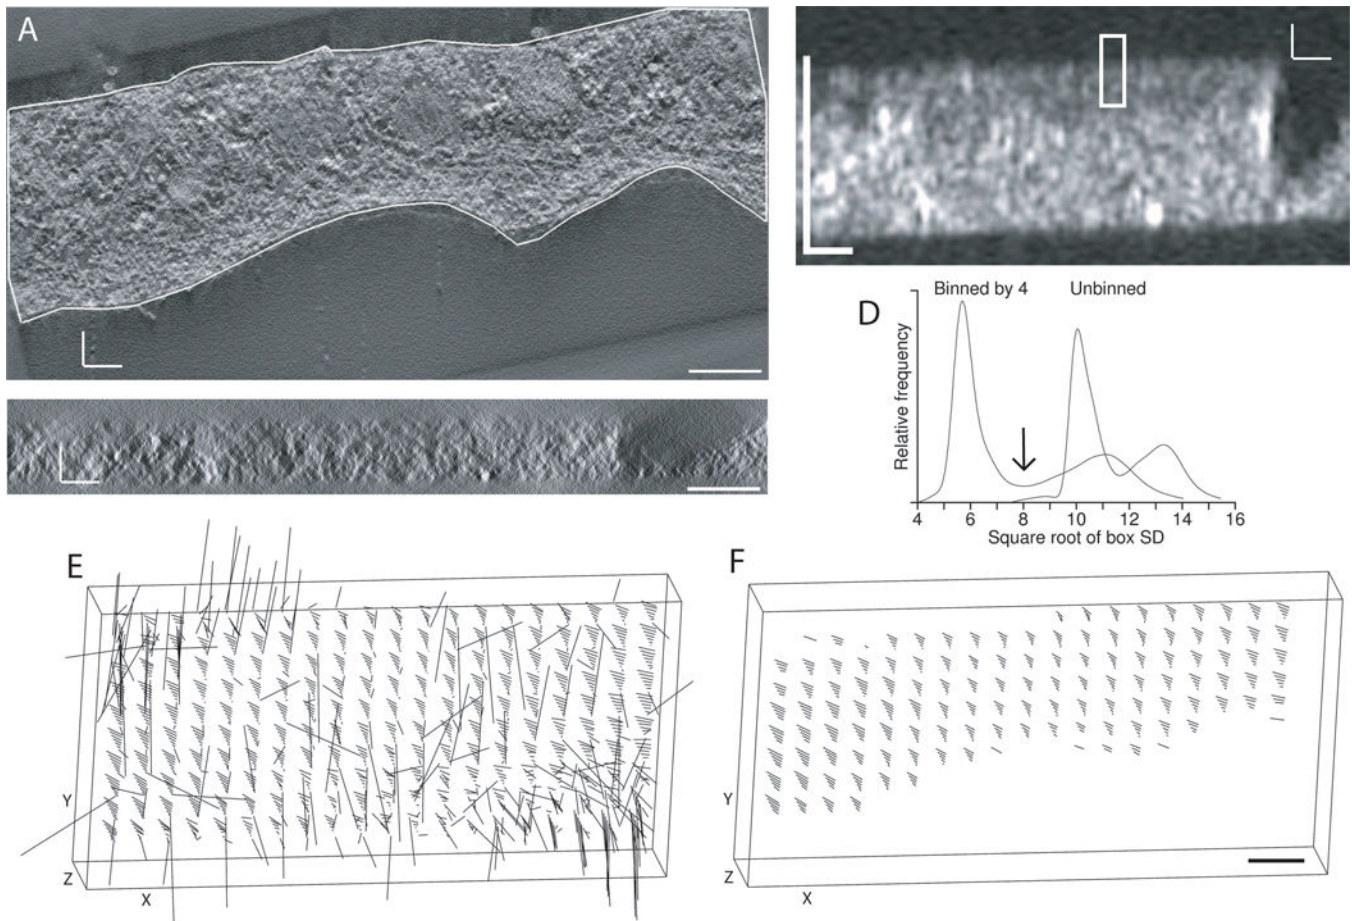 A
D
Binned by 4
Unbinned
Relative frequency
4 6 8 10 12 14 16
Square root of box SD
E
Y
Z
X
F
Y
Z
X